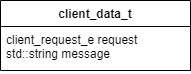 client_data_t
client_request_e request
std::string message